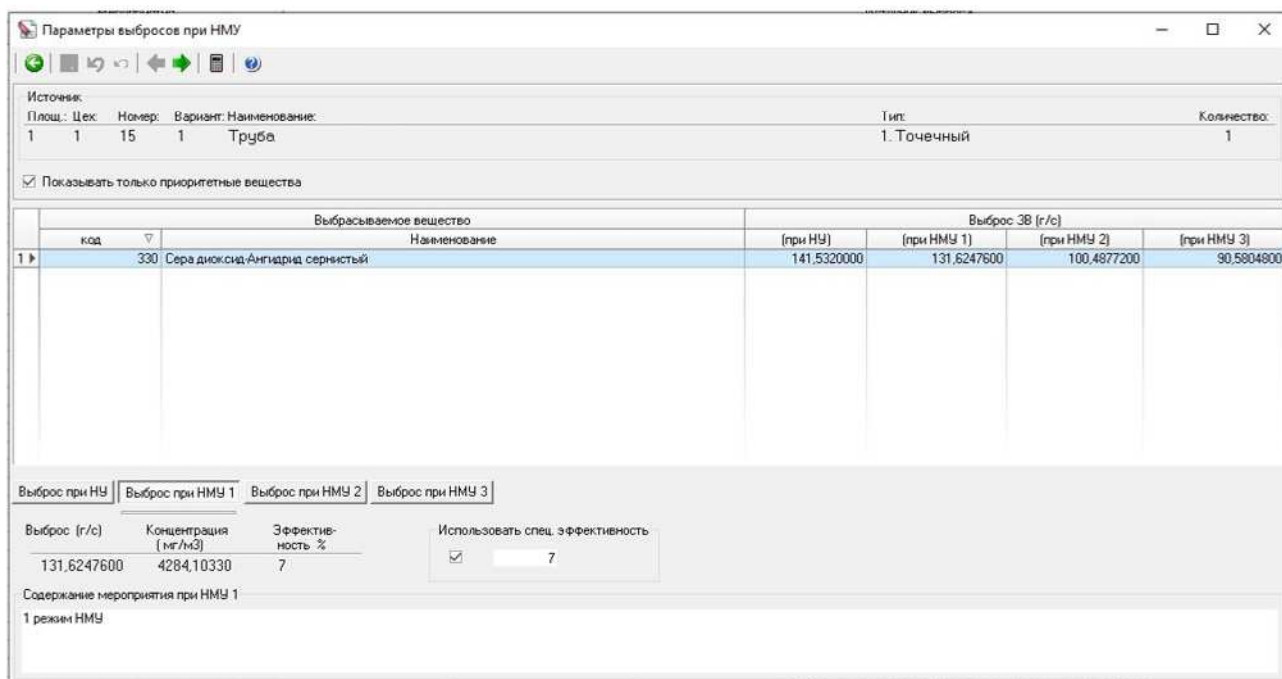 Параметры выбросов при НМУ
Источник
Площ.: Цех: Номер: Вариант: Наименование: Тип: Количество:
1 1 15 1 Труба 1. Точечный 1
Показывать только приоритетные вещества
Выбрасываемое вещество Выброс ЗВ (г/с)
код Наименование (при НУ) (при НМУ 1) (при НМУ 2) (при НМУ 3)
1 330 Сера диоксид-Ангидрид сернистый 141,5320000 131,6247600 100,4877200 90,5804800
Выброс при НУ Выброс при НМУ 1 Выброс при НМУ 2 Выброс при НМУ 3
Выброс (г/с) Концентрация Эффектив- Использовать спец. эффективность
(мг/м3) ность %
131,6247600 4284,10330 7 7
Содержание мероприятия при НМУ 1
1 режим НМУ